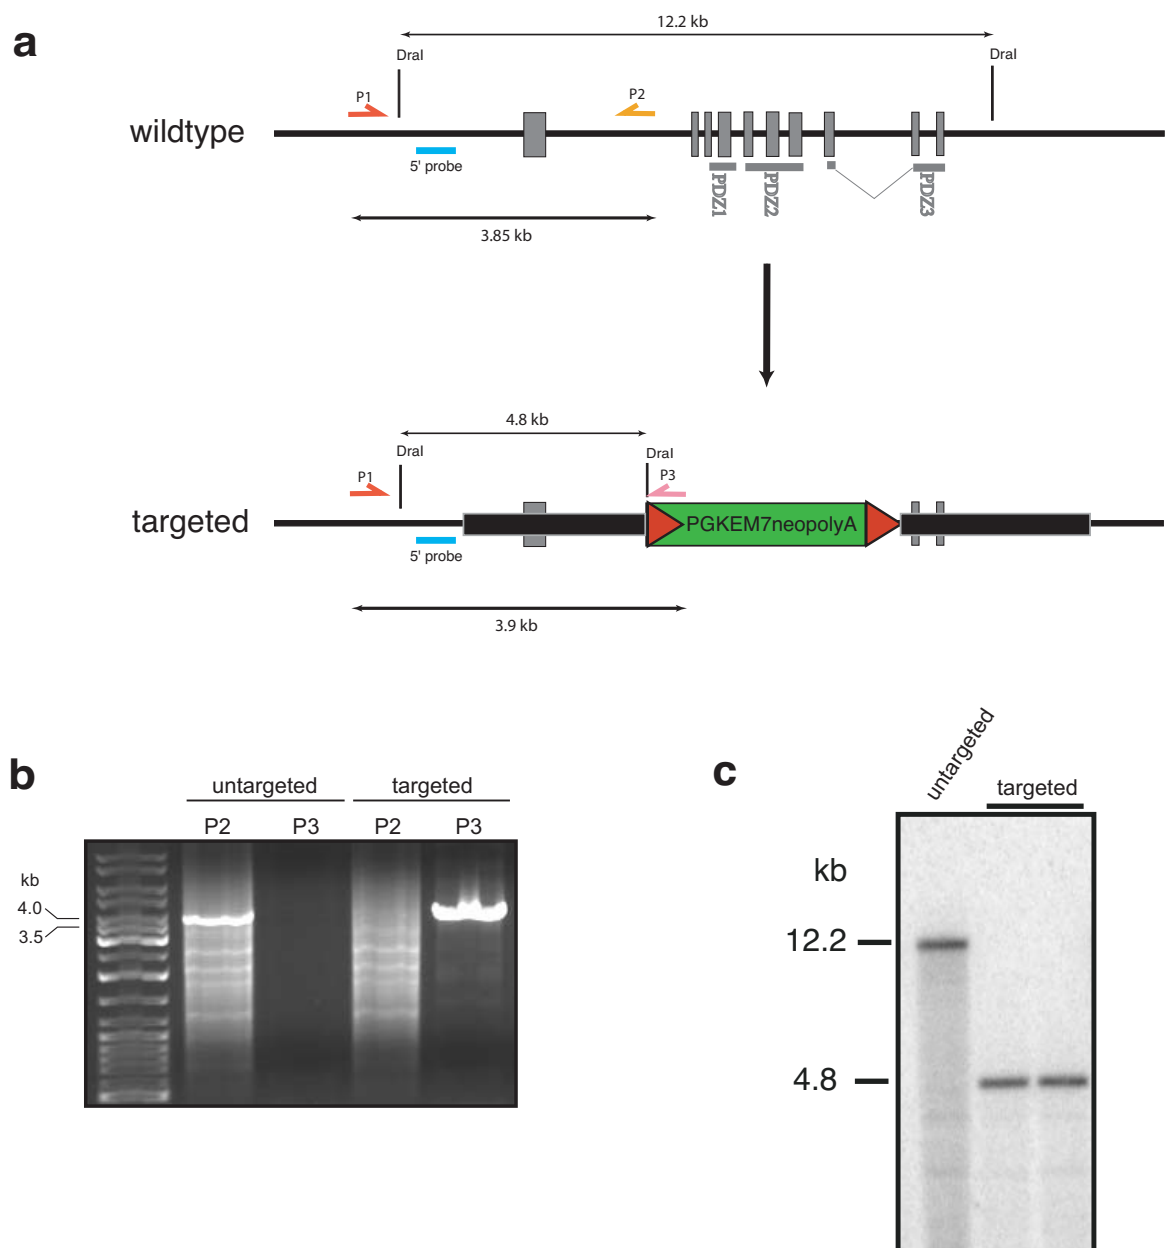 a
12.2 kb
DraI
DraI
P1
P2
wildtype
5' probe
PDZ1
PDZ2
PDZ3
3.85 kb
4.8 kb
DraI
DraI
P1
P3
targeted
PGKEM7neopolyA
5' probe
3.9 kb
b
untargeted
targeted
P2
P3
P2
P3
kb
4.0
3.5
c
untargeted
targeted
kb
12.2
4.8